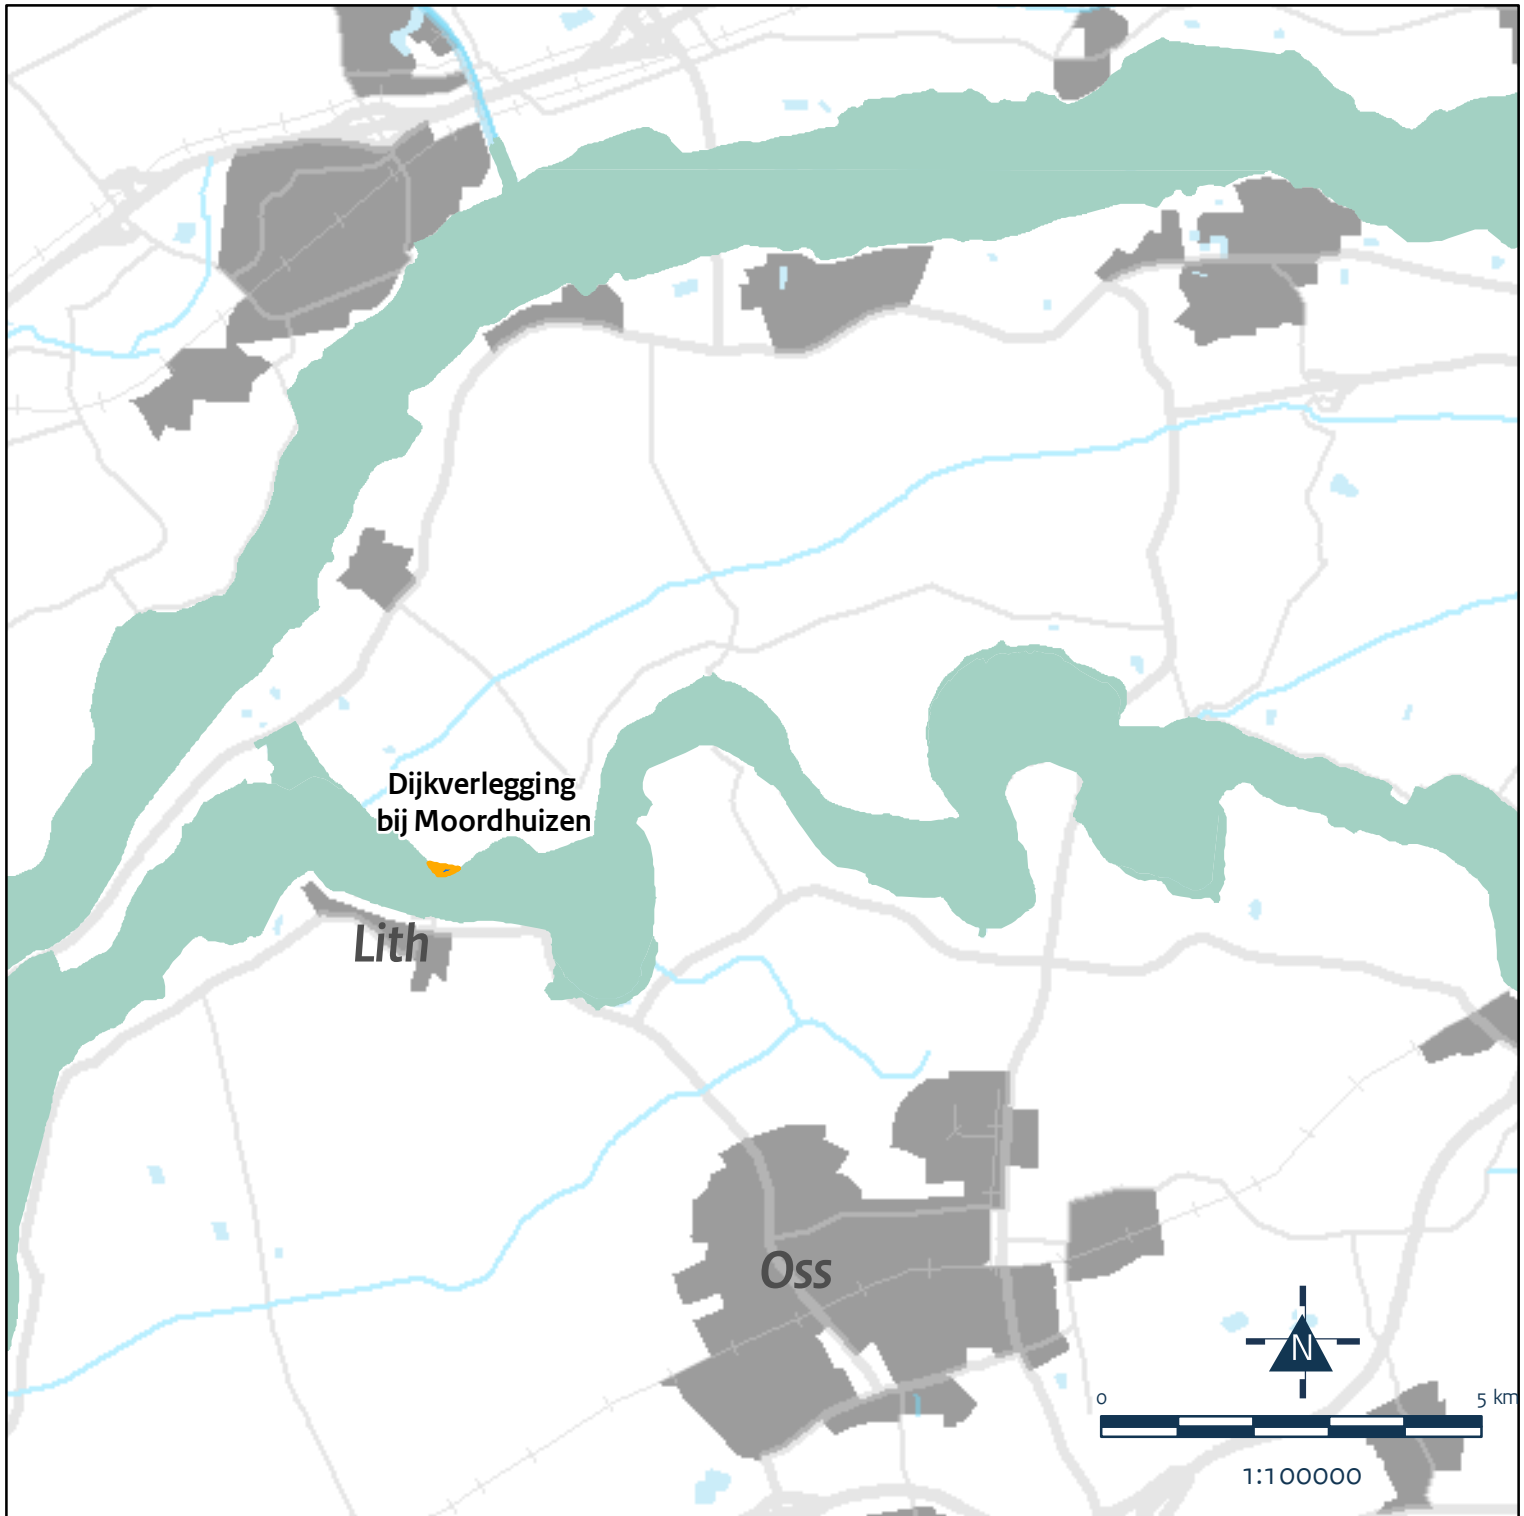 Dijkverlegging
bij Moordhuizen
Lith
Oss
N
0 5 km
1:100000